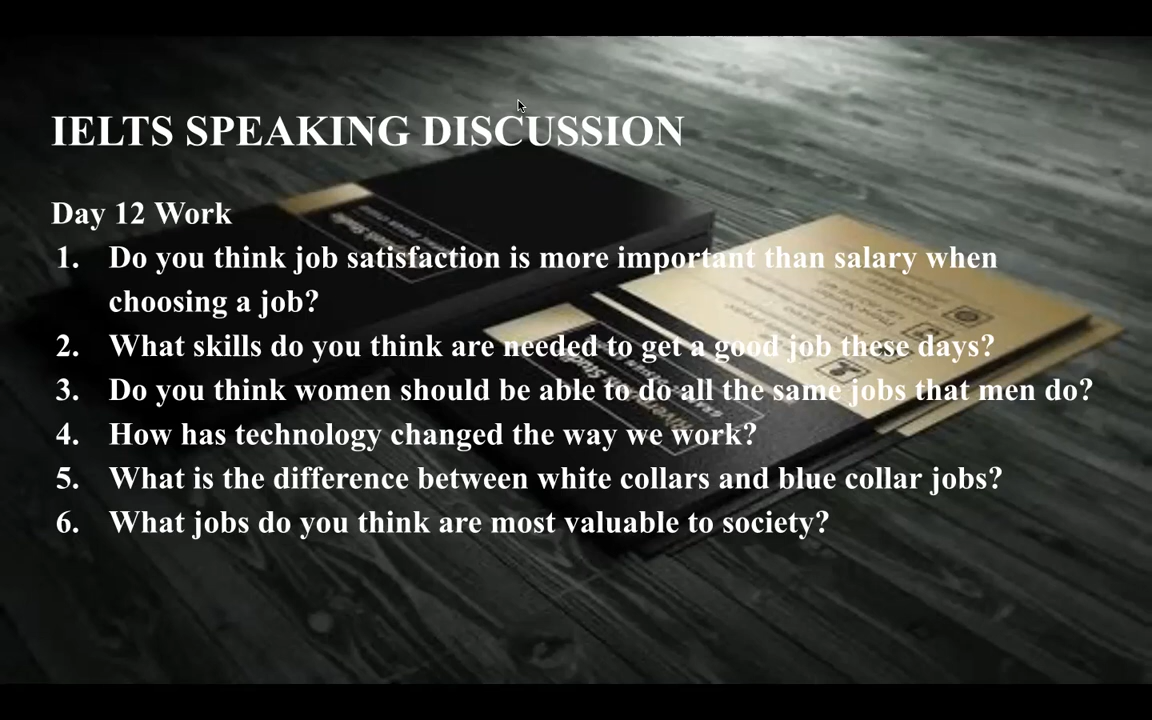 IELTS SPEAKING DISCUSSION
Day 12 Work
1. Do you think job satisfaction is more important than salary when
choosing a job?
2. What skills do you think are needed to get a good job these days?
3. Do you think women should be able to do all the same jobs that men do?
4. How has technology changed the way we work?
5. What is the difference between white collars and blue collar jobs?
6. What jobs do you think are most valuable to society?